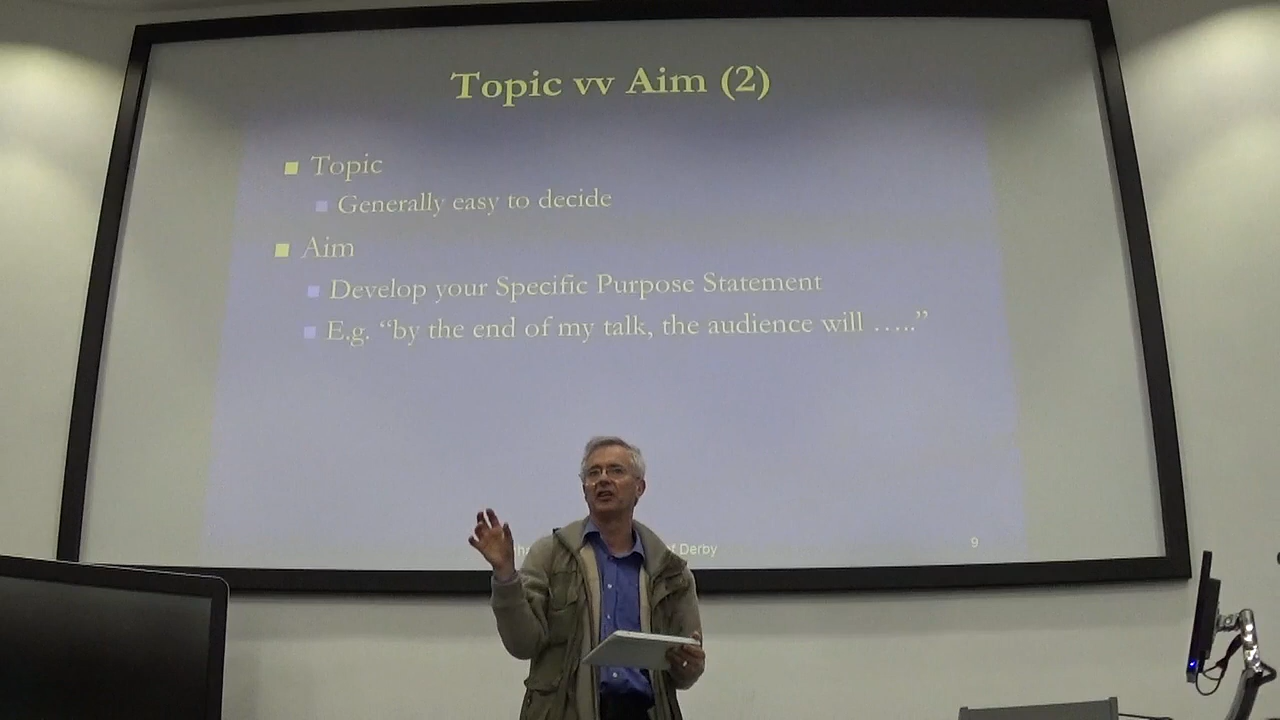 Topic vv Aim (2)
Topic
Generally easy to decide
Aim
Develop your Specific Purpose Statement
E.g. “by the end of my talk, the audience will …..”
Derby
9